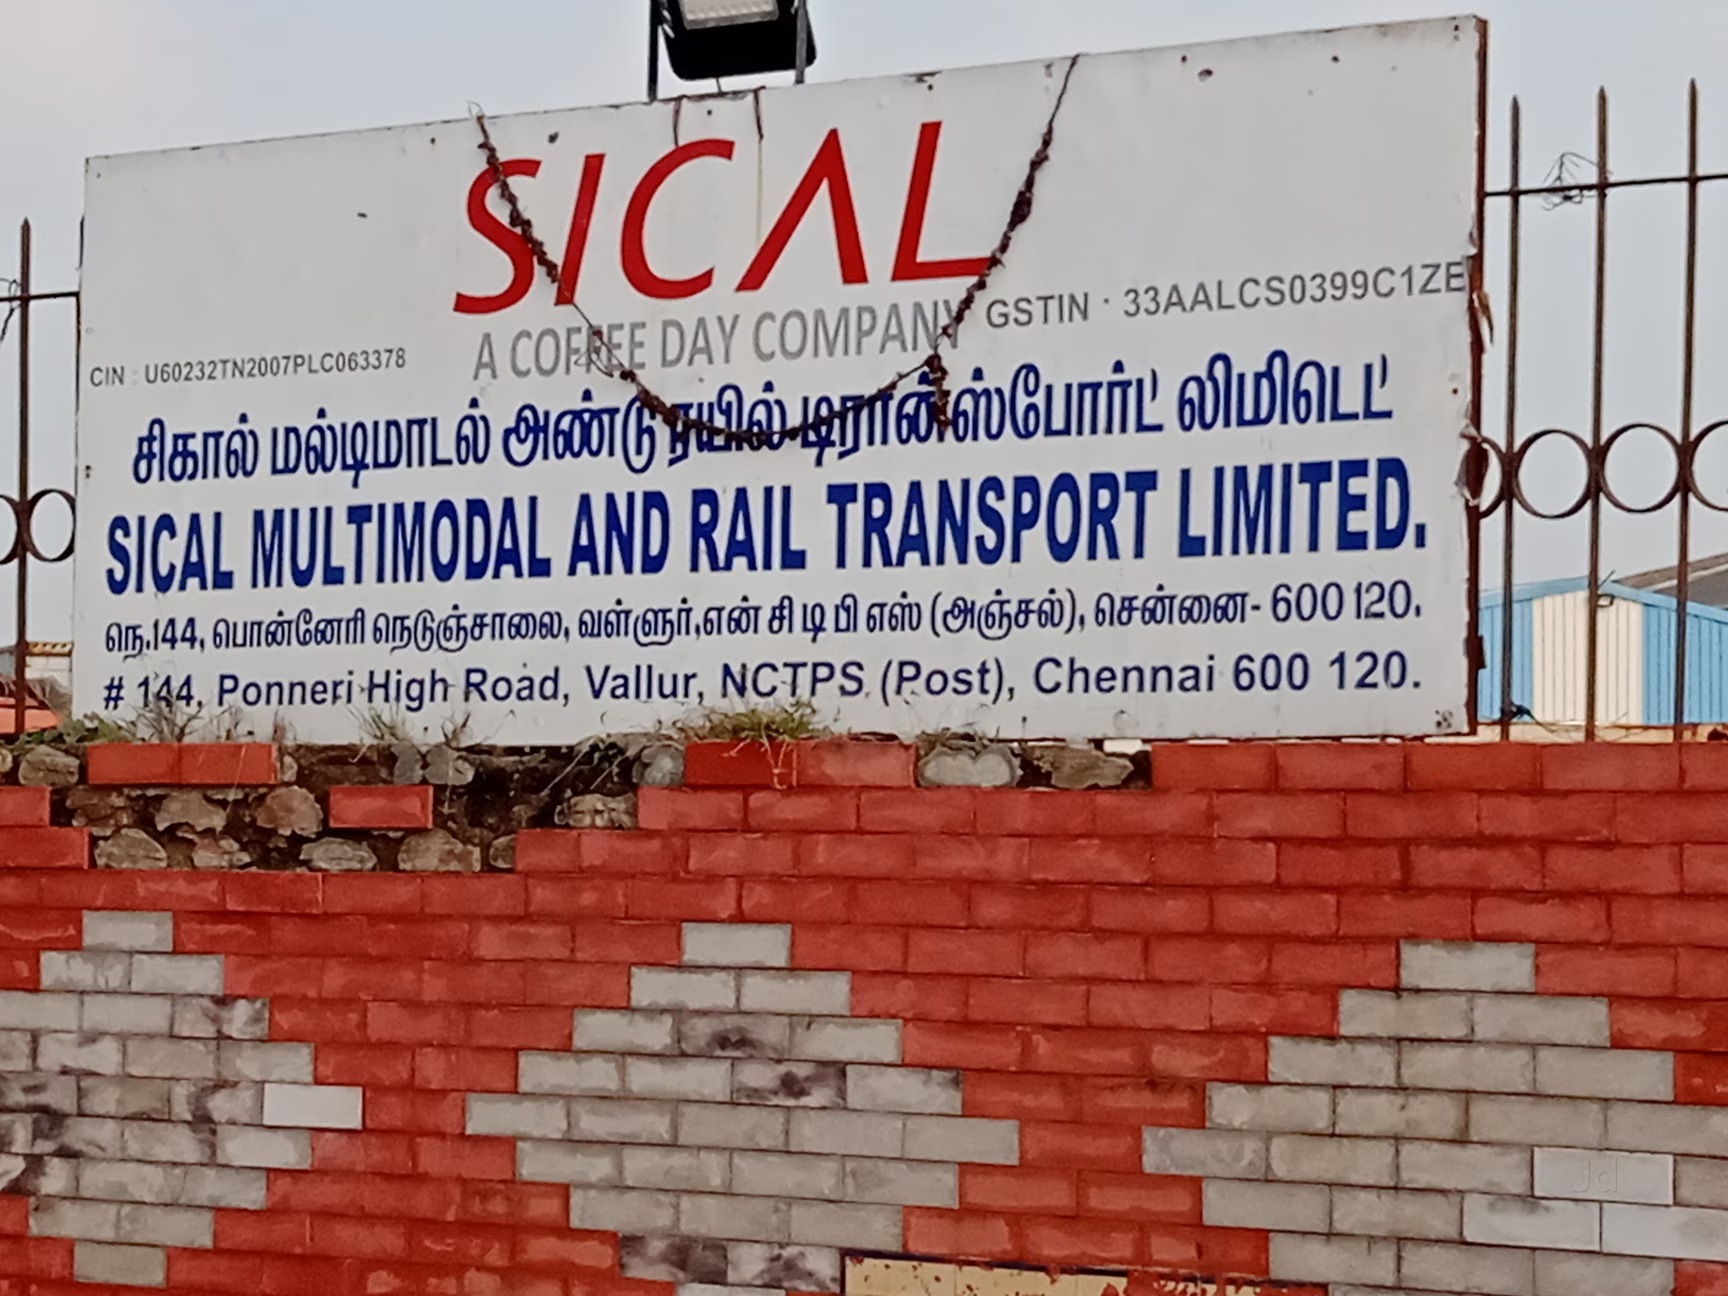 SICAL
A COFFEE DAY COMPANY
CIN : U60232TN2007PLC063378
GSTIN : 33AALCS0399C1ZE
சிகால் மல்டிமாடல் அண்டு ரயில் டிரான்ஸ்போர்ட் லிமிடெட்
SICAL MULTIMODAL AND RAIL TRANSPORT LIMITED.
நெ.144, பொன்னேரி நெடுஞ்சாலை, வள்ளுர்,என் சி டி பி எஸ் (அஞ்சல்), சென்னை- 600 120.
# 144, Ponneri High Road, Vallur, NCTPS (Post), Chennai 600 120.
Jd